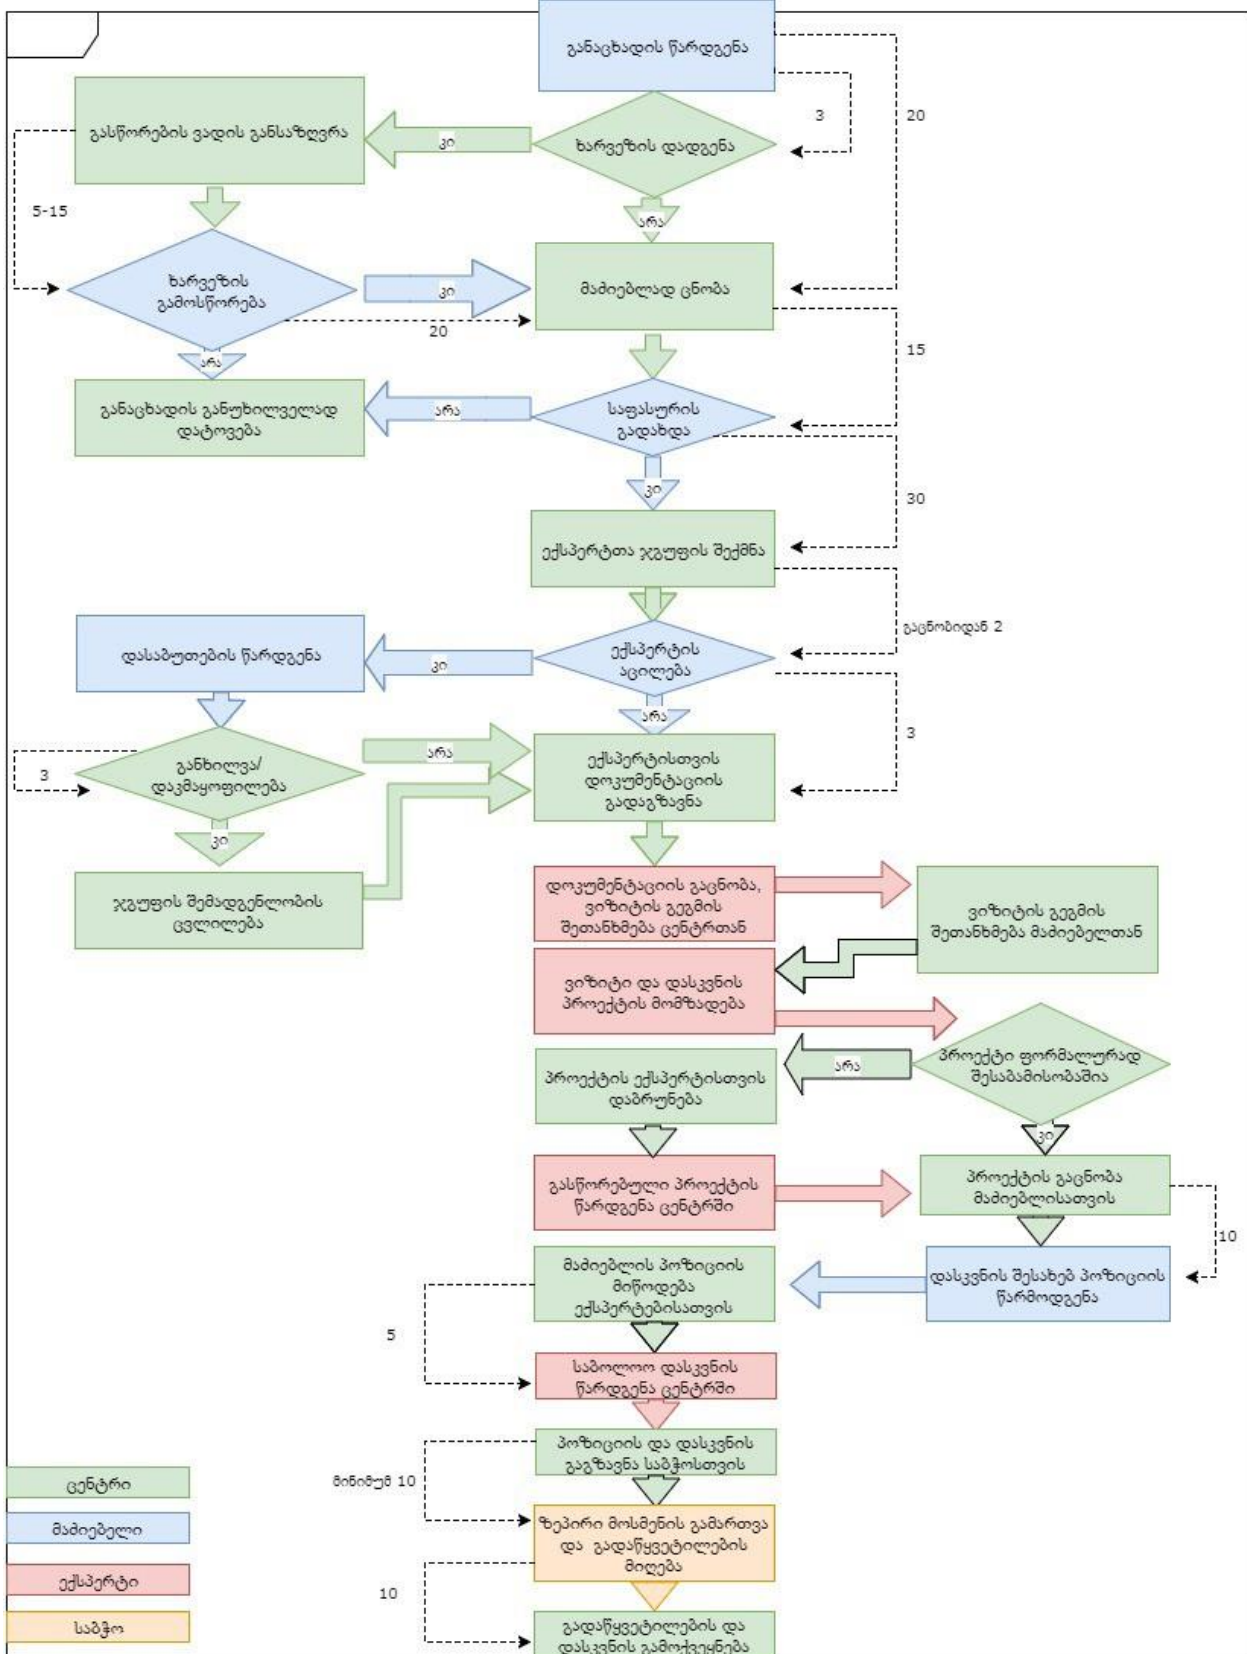 განაცხადის წარდგენა
3
20
გასწორების ვადის განსაზღვრა
კი
ხარვეზის დადგენა
არა
5-15
ხარვეზის
გამოსწორება
კი
მაძიებლად ცნობა
20
არა
15
განაცხადის განუხილველად
დატოვება
არა
საფასურის
გადახდა
კი
30
ექსპერტთა ჯგუფის შექმნა
გაცნობიდან 2
დასაბუთების წარდგენა
კი
ექსპერტის
აცილება
არა
3
3
განხილვა/
დაკმაყოფილება
არა
ექსპერტისთვის
დოკუმენტაციის
გადაგზავნა
კი
ჯგუფის შემადგენლობის
ცვლილება
დოკუმენტაციის გაცნობა,
ვიზიტის გეგმის
შეთანხმება ცენტრთან
ვიზიტის გეგმის
შეთანხმება მაძიებელთან
ვიზიტი და დასკვნის
პროექტის მომზადება
პროექტი ფორმალურად
შესაბამისობაშია
არა
პროექტის ექსპერტისთვის
დაბრუნება
კი
გასწორებული პროექტის
წარდგენა ცენტრში
პროექტის გაცნობა
მაძიებლისათვის
10
მაძიებლის პოზიციის
მიწოდება
ექსპერტებისათვის
დასკვნის შესახებ პოზიციის
წარმოდგენა
5
საბოლოო დასკვნის
წარდგენა ცენტრში
პოზიციის და დასკვნის
გაგზავნა საბჭოსთვის
მინიმუმ 10
ზეპირი მოსმენის გამართვა
და გადაწყვეტილების
მიღება
10
გადაწყვეტილების და
დასკვნის გამოქვეყნება
ცენტრი
მაძიებელი
ექსპერტი
საბჭო